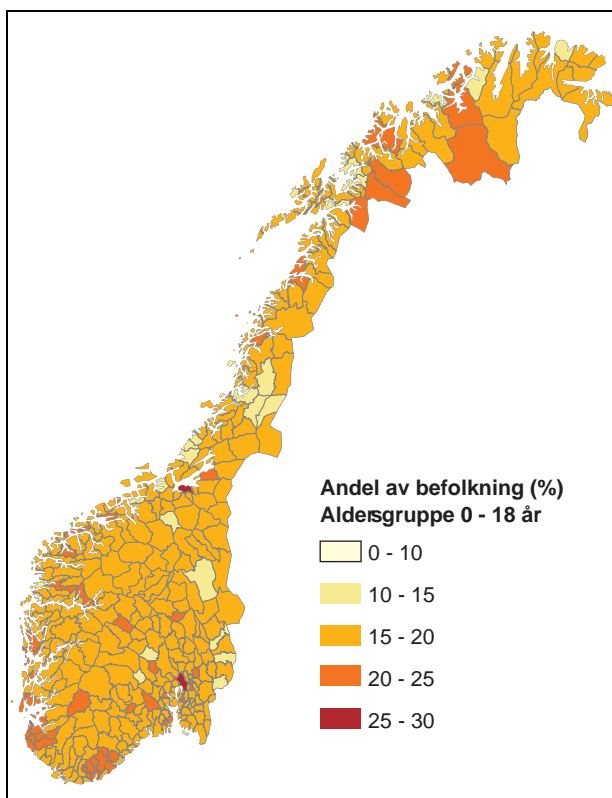 Andel av befolkning (%)
Aldersgruppe 0 - 18 år
0 - 10
10 - 15
15 - 20
20 - 25
25 - 30